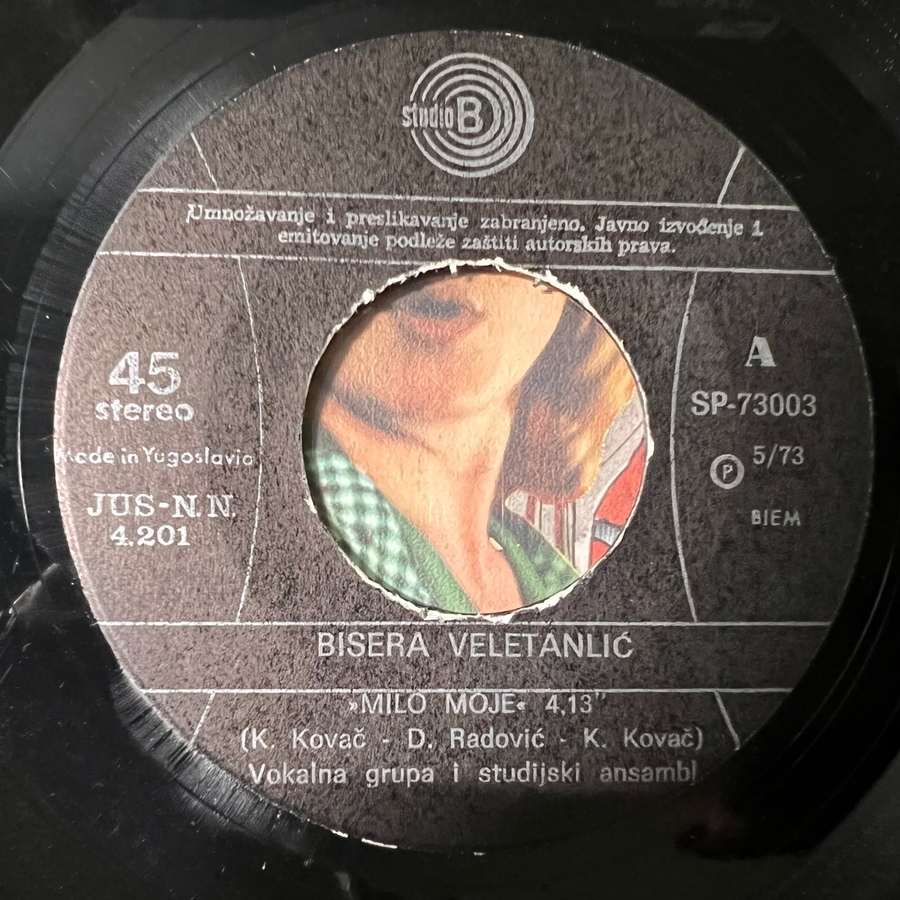 studio B
Umnožavanje i preslikavanje zabranjeno. Javno izvođenje i
emitovanje podleže zaštiti autorskih prava.
45
stereo
Made in Yugoslavia
JUS-N.N.
4.201
A
SP-73003
P 5/73
BIEM
BISERA VELETANLIĆ
»MILO MOJE« 4,13"
(K. Kovač - D. Radović - K. Kovač)
Vokalna grupa i studijski ansambl